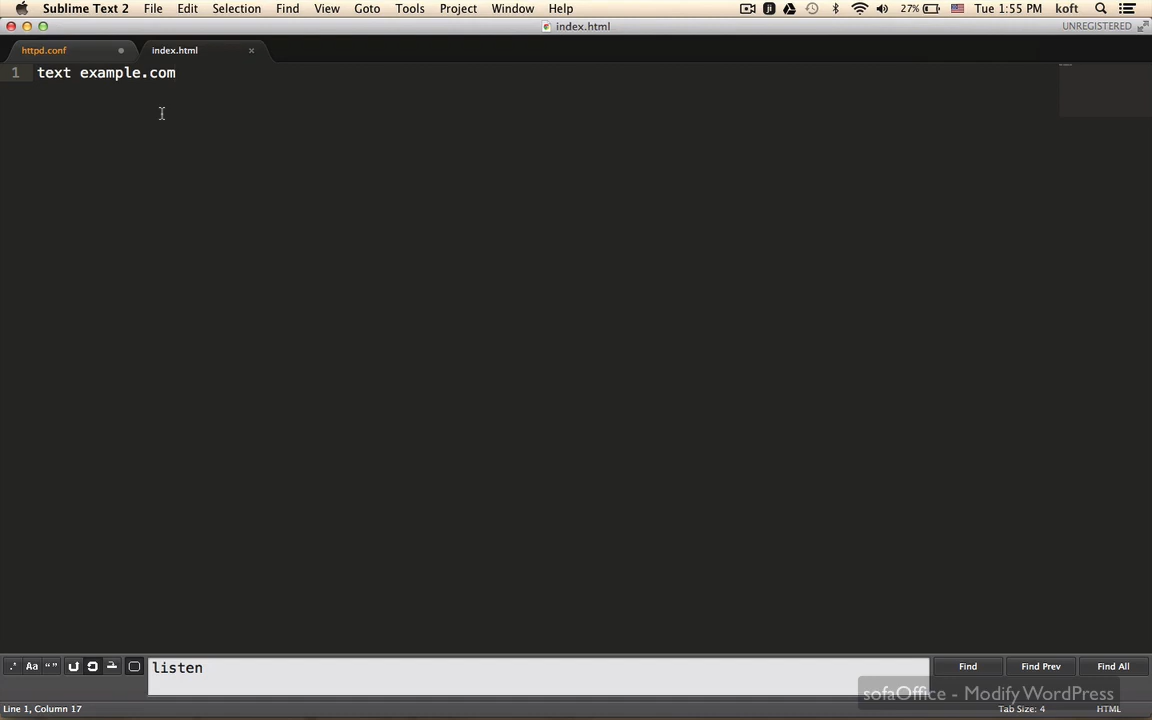 Sublime Text 2 File Edit Selection Find View Goto Tools Project Window Help 27% Tue 1:55 PM koft
index.html UNREGISTERED
httpd.conf index.html
1 text example.com
.* Aa “” listen Find Find Prev Find All
sofaOffice - Modify WordPress
Line 1, Column 17 Tab Size: 4 HTML